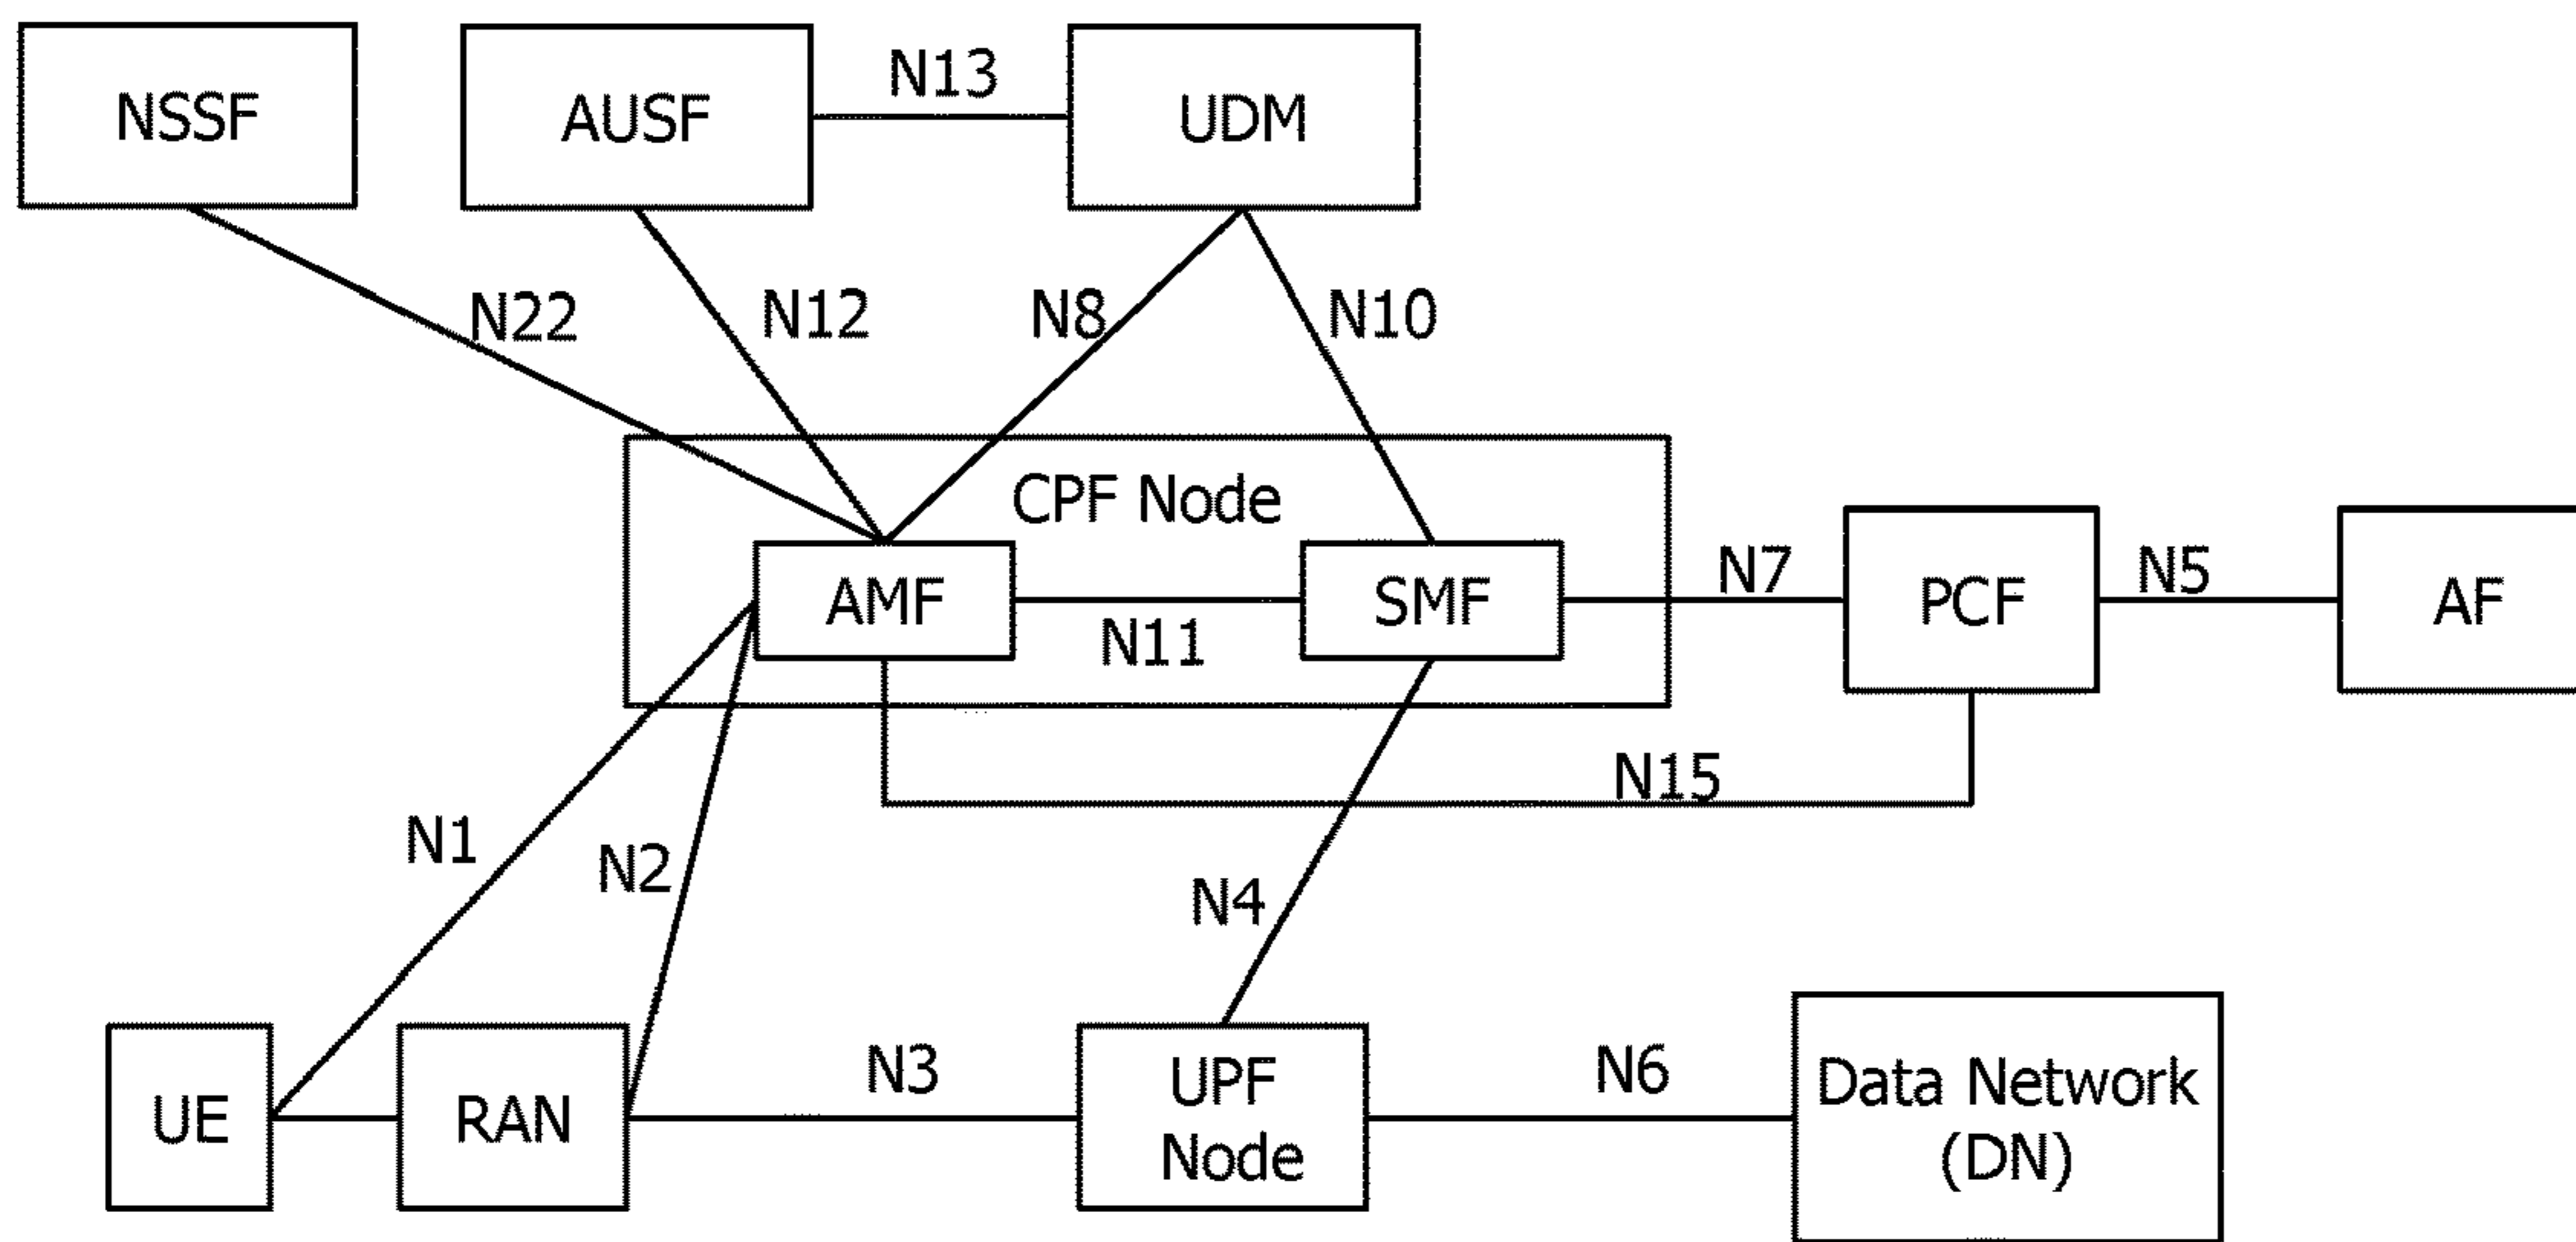 NSSF
AUSF
N13
UDM
N22
N12
N8
N10
CPF Node
AMF
N11
SMF
N7
PCF
N5
AF
N15
N1
N2
N4
UE
RAN
N3
UPF
Node
N6
Data Network
(DN)